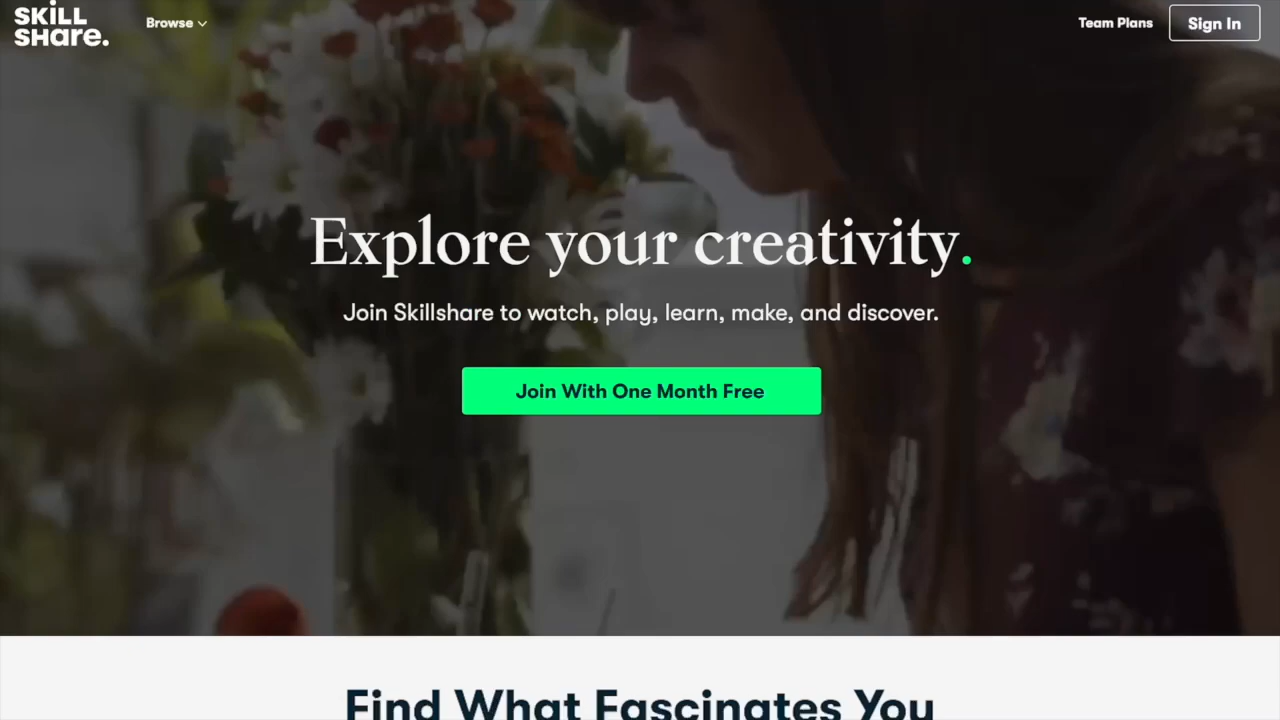 SKILL
SHare.
Browse
Team Plans
Sign In
Explore your creativity.
Join Skillshare to watch, play, learn, make, and discover.
Join With One Month Free
Find What Fascinates You